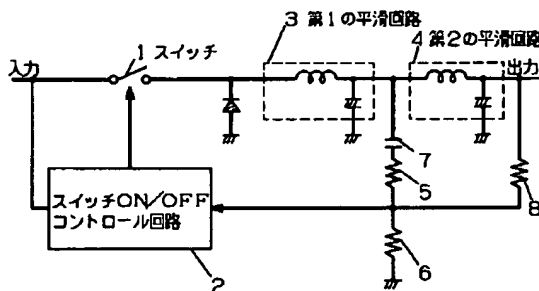 3 第1の平滑回路
4 第2の平滑回路
1 スイッチ
入力
出力
7
5
8
スイッチON/OFF
コントロール回路
6
2